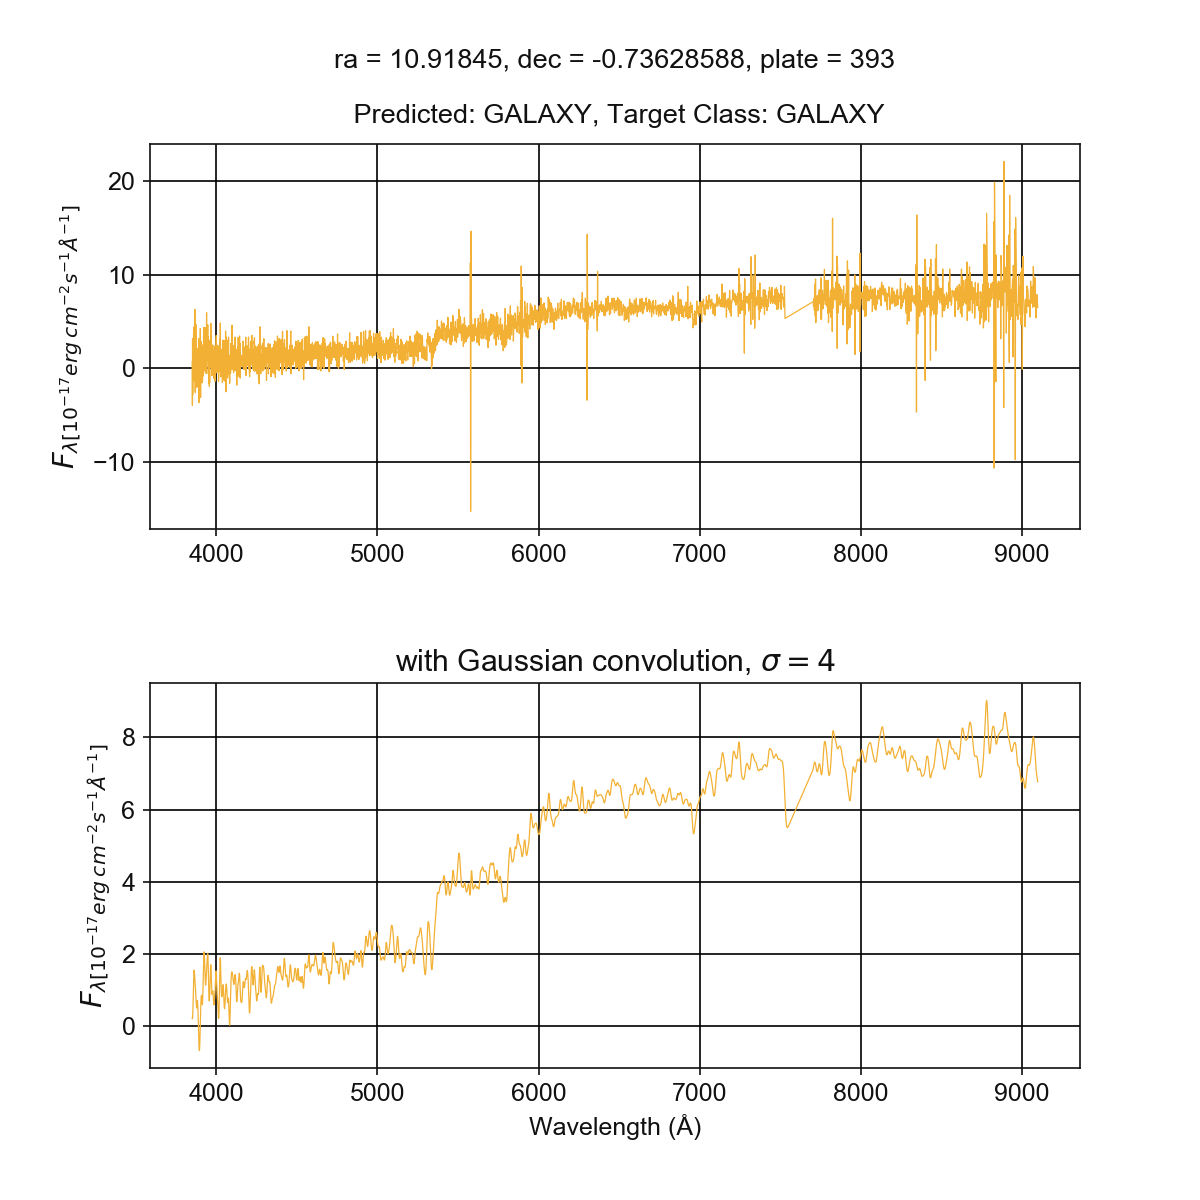 ra = 10.91845, dec = -0.73628588, plate = 393
Predicted: GALAXY, Target Class: GALAXY
20
10
0
−10
F_λ[10⁻¹⁷ erg cm⁻² s⁻¹ Å⁻¹]
4000 5000 6000 7000 8000 9000
with Gaussian convolution, σ = 4
8
6
4
2
0
F_λ[10⁻¹⁷ erg cm⁻² s⁻¹ Å⁻¹]
4000 5000 6000 7000 8000 9000
Wavelength (Å)